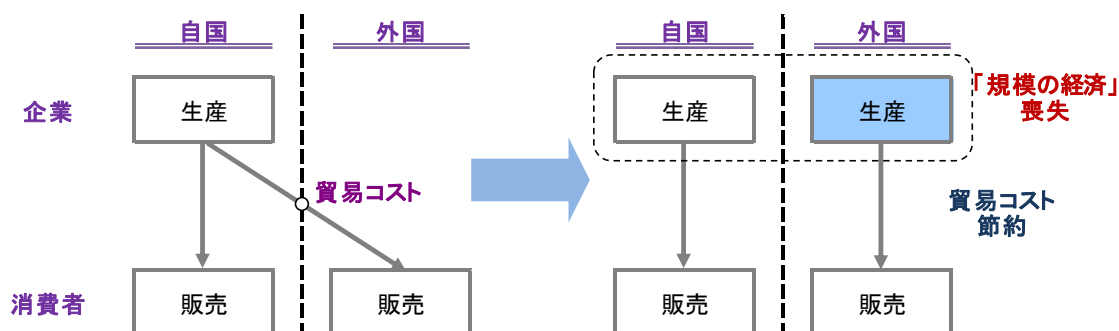 自国
外国
自国
外国
企業
生産
生産
生産
「規模の経済」
喪失
貿易コスト
貿易コスト
節約
消費者
販売
販売
販売
販売